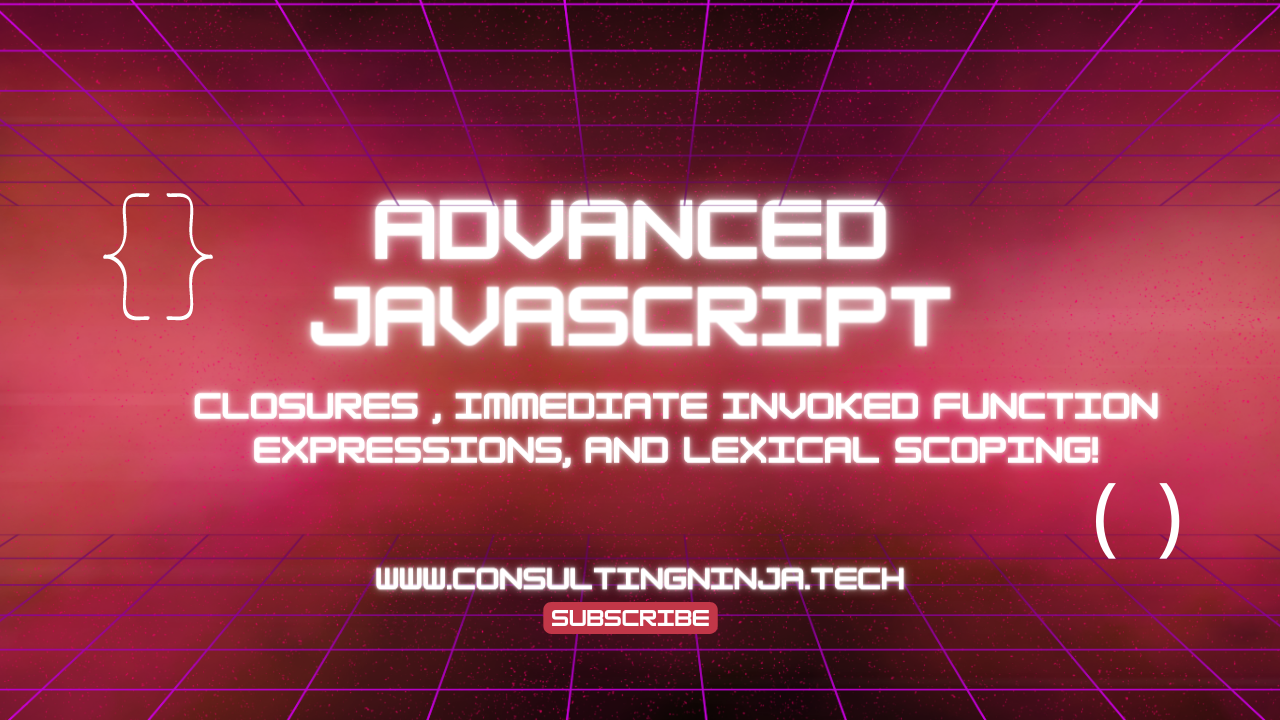 { }
ADVANCED
JAVASCRIPT
CLOSURES , IMMEDIATE INVOKED FUNCTION
EXPRESSIONS, AND LEXICAL SCOPING!
( )
WWW.CONSULTINGNINJA.TECH
SUBSCRIBE